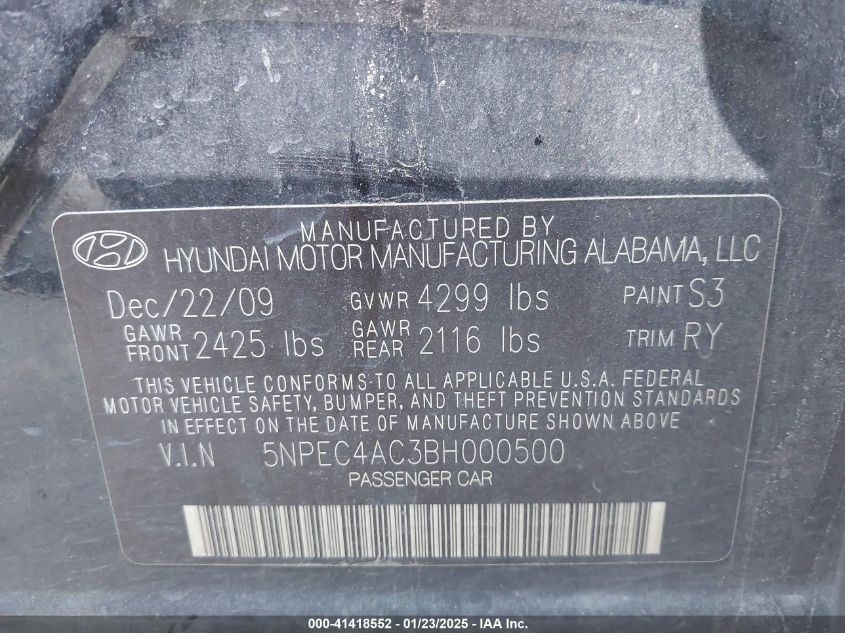 MANUFACTURED BY
HYUNDAI MOTOR MANUFACTURING ALABAMA, LLC
Dec/22/09 GVWR 4299 lbs PAINT S3
GAWR FRONT 2425 lbs GAWR REAR 2116 lbs TRIM RY
THIS VEHICLE CONFORMS TO ALL APPLICABLE U.S.A. FEDERAL
MOTOR VEHICLE SAFETY, BUMPER, AND THEFT PREVENTION STANDARDS
IN EFFECT ON THE DATE OF MANUFACTURE SHOWN ABOVE
V.I.N 5NPEC4AC3BH000500
PASSENGER CAR
000-41418552 - 01/23/2025 - IAA Inc.